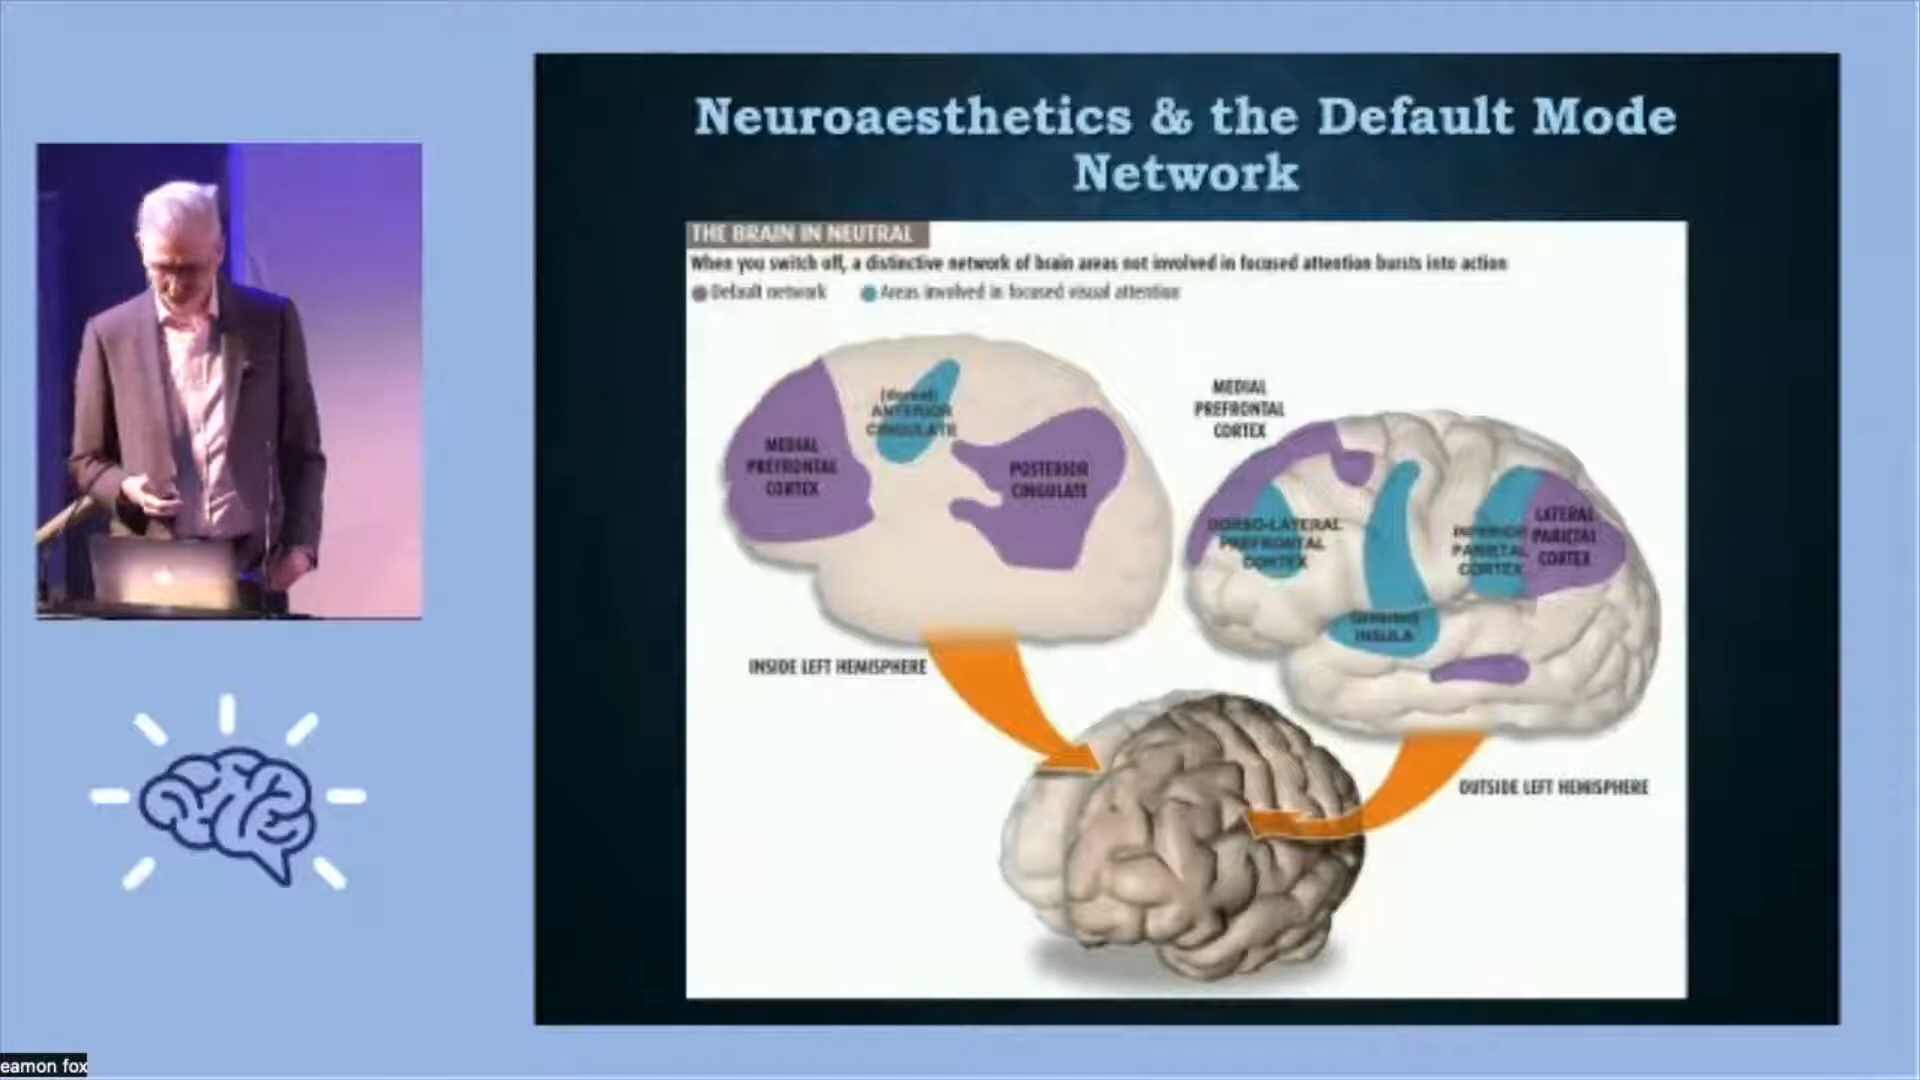 Neuroaesthetics & the Default Mode
Network
THE BRAIN IN NEUTRAL
When you switch off, a distinctive network of brain areas not involved in focused attention bursts into action
Default network
Areas involved in focused visual attention
(dorsal)
ANTERIOR
CINGULATE
MEDIAL
PREFRONTAL
CORTEX
POSTERIOR
CINGULATE
MEDIAL
PREFRONTAL
CORTEX
DORSO-LATERAL
PREFRONTAL
CORTEX
INFERIOR
PARIETAL
CORTEX
LATERAL
PARIETAL
CORTEX
INSULA
INSIDE LEFT HEMISPHERE
OUTSIDE LEFT HEMISPHERE
eamon fox